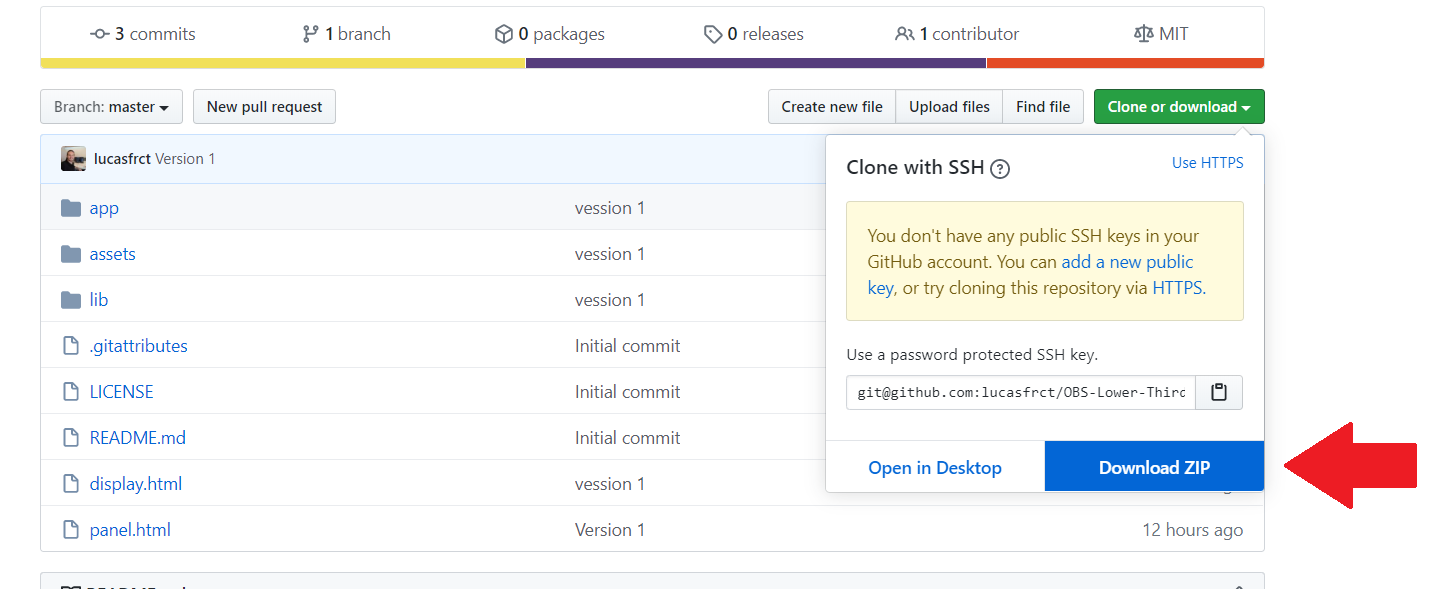 3 commits 1 branch 0 packages 0 releases 1 contributor MIT
Branch: master New pull request Create new file Upload files Find file Clone or download
lucasfrct Version 1
Clone with SSH Use HTTPS
app vession 1
You don't have any public SSH keys in your
GitHub account. You can add a new public
key, or try cloning this repository via HTTPS.
assets vession 1
lib vession 1
.gitattributes Initial commit
Use a password protected SSH key.
LICENSE Initial commit
git@github.com:lucasfrct/OBS-Lower-Third
README.md Initial commit
Open in Desktop Download ZIP
display.html vession 1
panel.html Version 1 12 hours ago